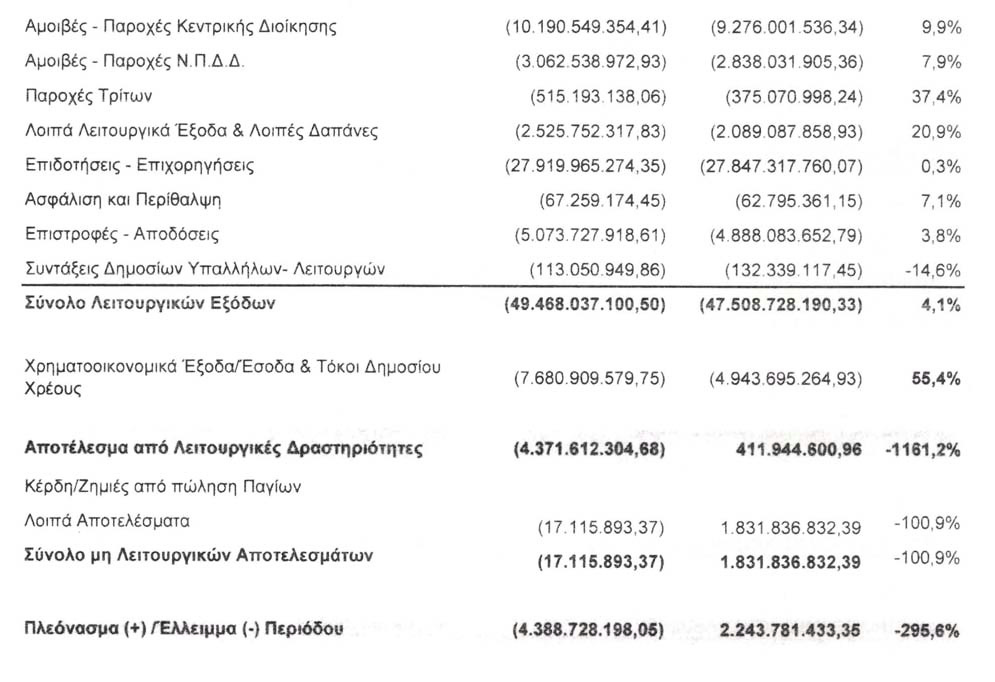 Αμοιβές - Παροχές Κεντρικής Διοίκησης (10.190.549.354,41) (9.276.001.536,34) 9,9%
Αμοιβές - Παροχές Ν.Π.Δ.Δ. (3.062.538.972,93) (2.838.031.905,36) 7,9%
Παροχές Τρίτων (515.193.138,06) (375.070.998,24) 37,4%
Λοιπά Λειτουργικά Έξοδα & Λοιπές Δαπάνες (2.525.752.317,83) (2.089.087.858,93) 20,9%
Επιδοτήσεις - Επιχορηγήσεις (27.919.965.274,35) (27.847.317.760,07) 0,3%
Ασφάλιση και Περίθαλψη (67.259.174,45) (62.795.361,15) 7,1%
Επιστροφές - Αποδόσεις (5.073.727.918,61) (4.888.083.652,79) 3,8%
Συντάξεις Δημοσίων Υπαλλήλων- Λειτουργών (113.050.949,86) (132.339.117,45) -14,6%
Σύνολο Λειτουργικών Εξόδων (49.468.037.100,50) (47.508.728.190,33) 4,1%
Χρηματοοικονομικά Έξοδα/Έσοδα & Τόκοι Δημοσίου
Χρέους (7.680.909.579,75) (4.943.695.264,93) 55,4%
Αποτέλεσμα από Λειτουργικές Δραστηριότητες (4.371.612.304,68) 411.944.600,96 -1161,2%
Κέρδη/Ζημιές από πώληση Παγίων
Λοιπά Αποτελέσματα (17.115.893,37) 1.831.836.832,39 -100,9%
Σύνολο μη Λειτουργικών Αποτελεσμάτων (17.115.893,37) 1.831.836.832,39 -100,9%
Πλεόνασμα (+) /Έλλειμμα (-) Περιόδου (4.388.728.198,05) 2.243.781.433,35 -295,6%